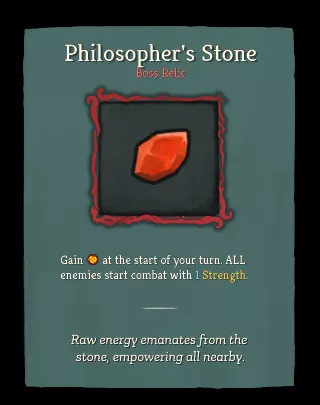 Philosopher's Stone
Boss Relic
Gain at the start of your turn. ALL
enemies start combat with 1 Strength.
Raw energy emanates from the
stone, empowering all nearby.